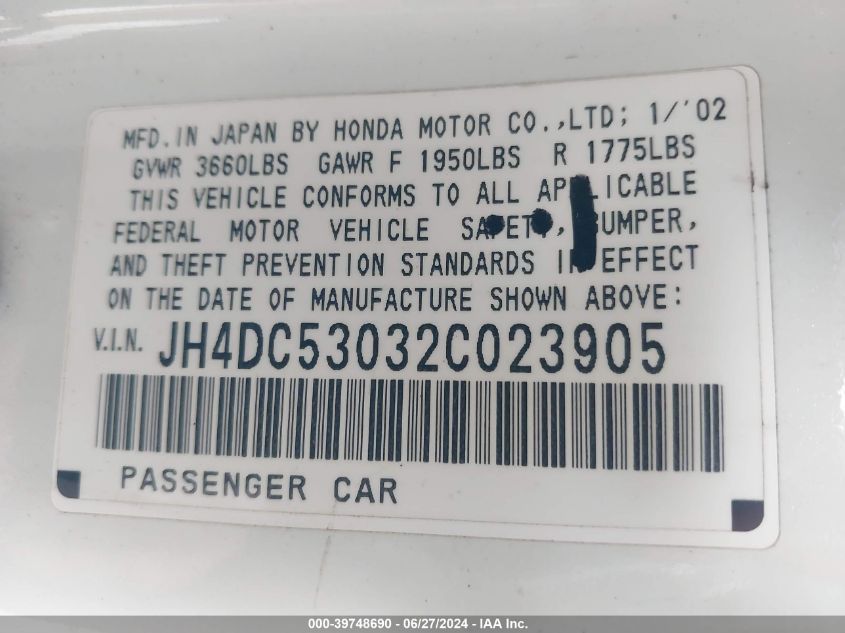 MFD. IN JAPAN BY HONDA MOTOR CO.,LTD; 1/'02
GVWR 3660LBS GAWR F 1950LBS R 1775LBS
THIS VEHICLE CONFORMS TO ALL APPLICABLE
FEDERAL MOTOR VEHICLE SAFETY, BUMPER,
AND THEFT PREVENTION STANDARDS IN EFFECT
ON THE DATE OF MANUFACTURE SHOWN ABOVE:
V.I.N. JH4DC53032C023905
PASSENGER CAR
000-39748690 - 06/27/2024 - IAA Inc.